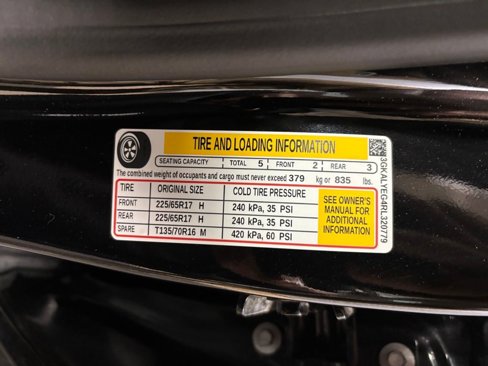 TIRE AND LOADING INFORMATION
SEATING CAPACITY TOTAL 5 FRONT 2 REAR 3
The combined weight of occupants and cargo must never exceed 379 kg or 835 lbs.
TIRE ORIGINAL SIZE COLD TIRE PRESSURE
FRONT 225/65R17 H 240 kPa, 35 PSI
REAR 225/65R17 H 240 kPa, 35 PSI
SPARE T135/70R16 M 420 kPa, 60 PSI
SEE OWNER'S
MANUAL FOR
ADDITIONAL
INFORMATION
3GKALYEG4RL320779